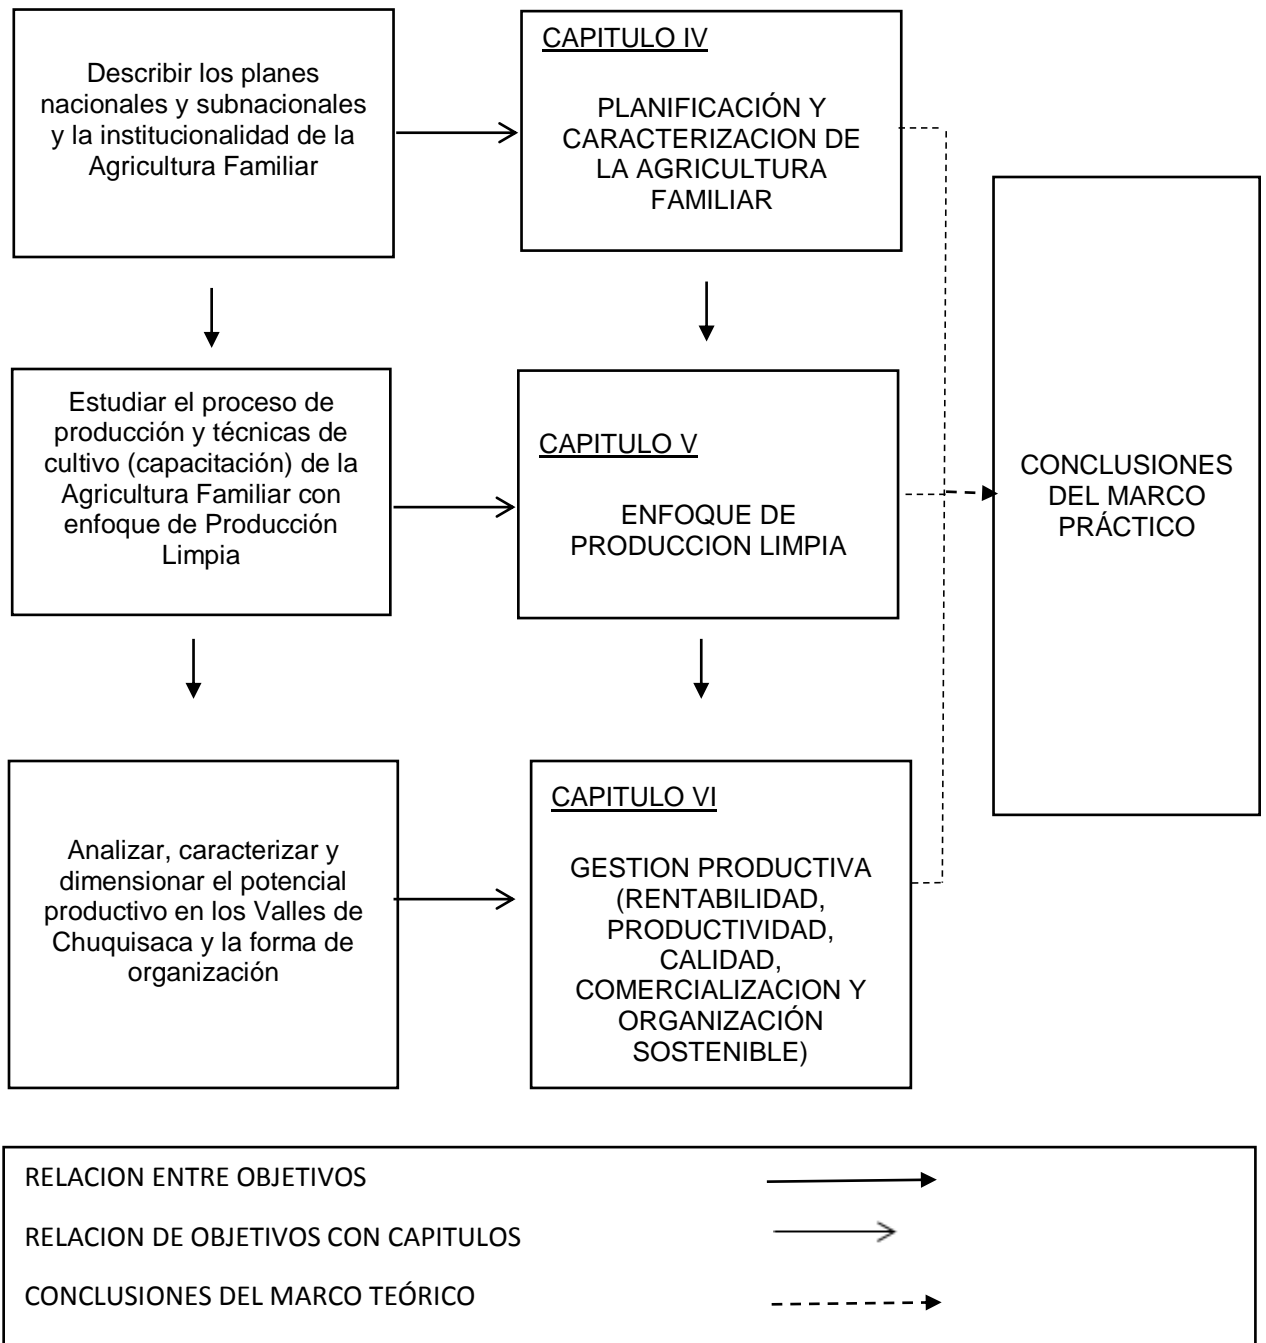 Describir los planes
nacionales y subnacionales
y la institucionalidad de la
Agricultura Familiar
CAPITULO IV
PLANIFICACIÓN Y
CARACTERIZACION DE
LA AGRICULTURA
FAMILIAR
Estudiar el proceso de
producción y técnicas de
cultivo (capacitación) de la
Agricultura Familiar con
enfoque de Producción
Limpia
CAPITULO V
ENFOQUE DE
PRODUCCION LIMPIA
CONCLUSIONES
DEL MARCO
PRÁCTICO
Analizar, caracterizar y
dimensionar el potencial
productivo en los Valles de
Chuquisaca y la forma de
organización
CAPITULO VI
GESTION PRODUCTIVA
(RENTABILIDAD,
PRODUCTIVIDAD,
CALIDAD,
COMERCIALIZACION Y
ORGANIZACIÓN
SOSTENIBLE)
RELACION ENTRE OBJETIVOS
RELACION DE OBJETIVOS CON CAPITULOS
CONCLUSIONES DEL MARCO TEÓRICO